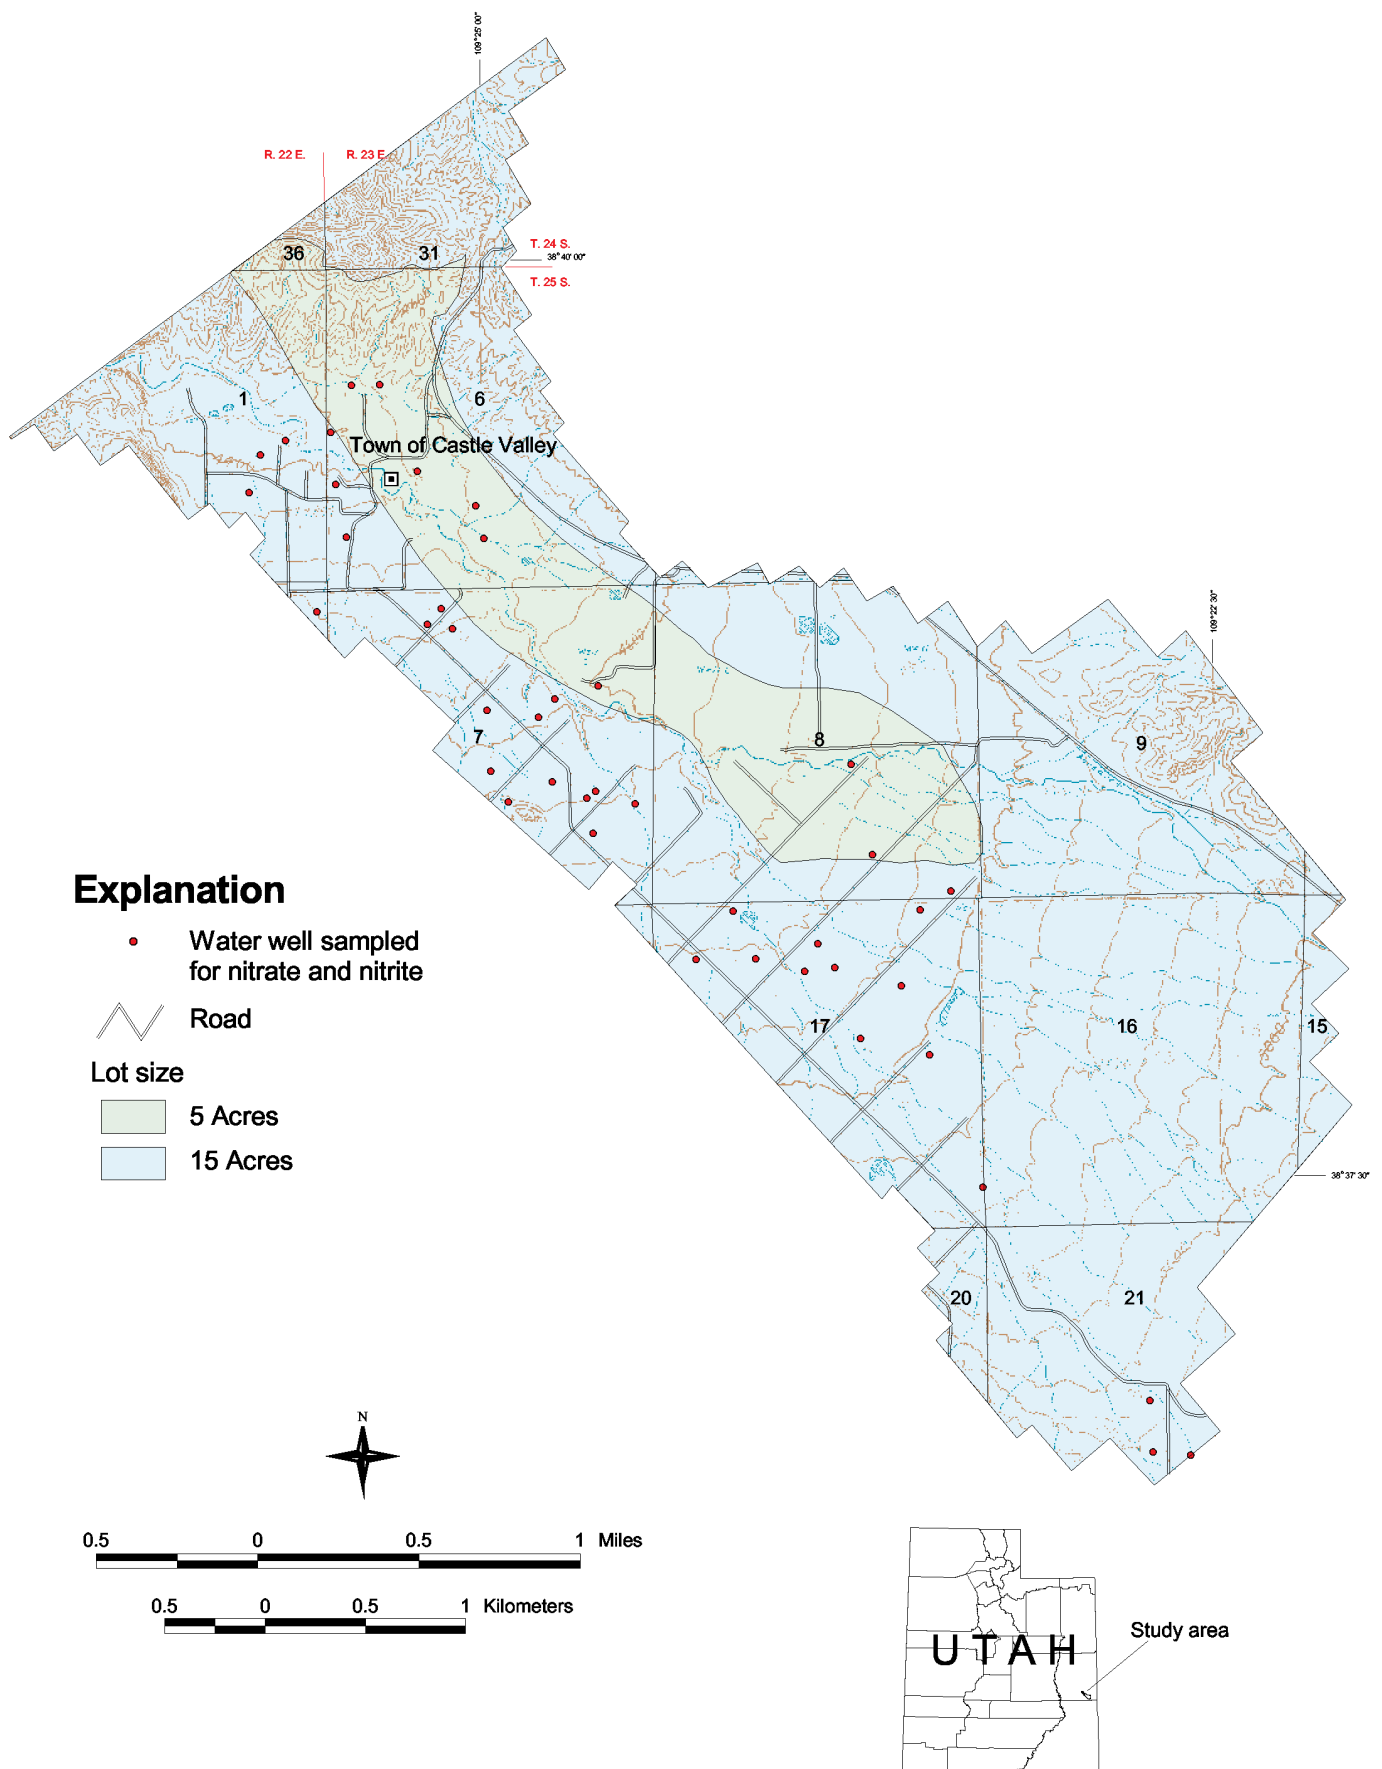 109° 25' 00"
R. 22 E. R. 23 E.
36 31
T. 24 S.
38° 40' 00"
T. 25 S.
1 6
Town of Castle Valley
109° 22' 30"
7 8 9
Explanation
Water well sampled
for nitrate and nitrite
Road
Lot size
5 Acres
15 Acres
17 16 15
38° 37' 30"
20 21
N
0.5 0 0.5 1 Miles
0.5 0 0.5 1 Kilometers
UTAH
Study area